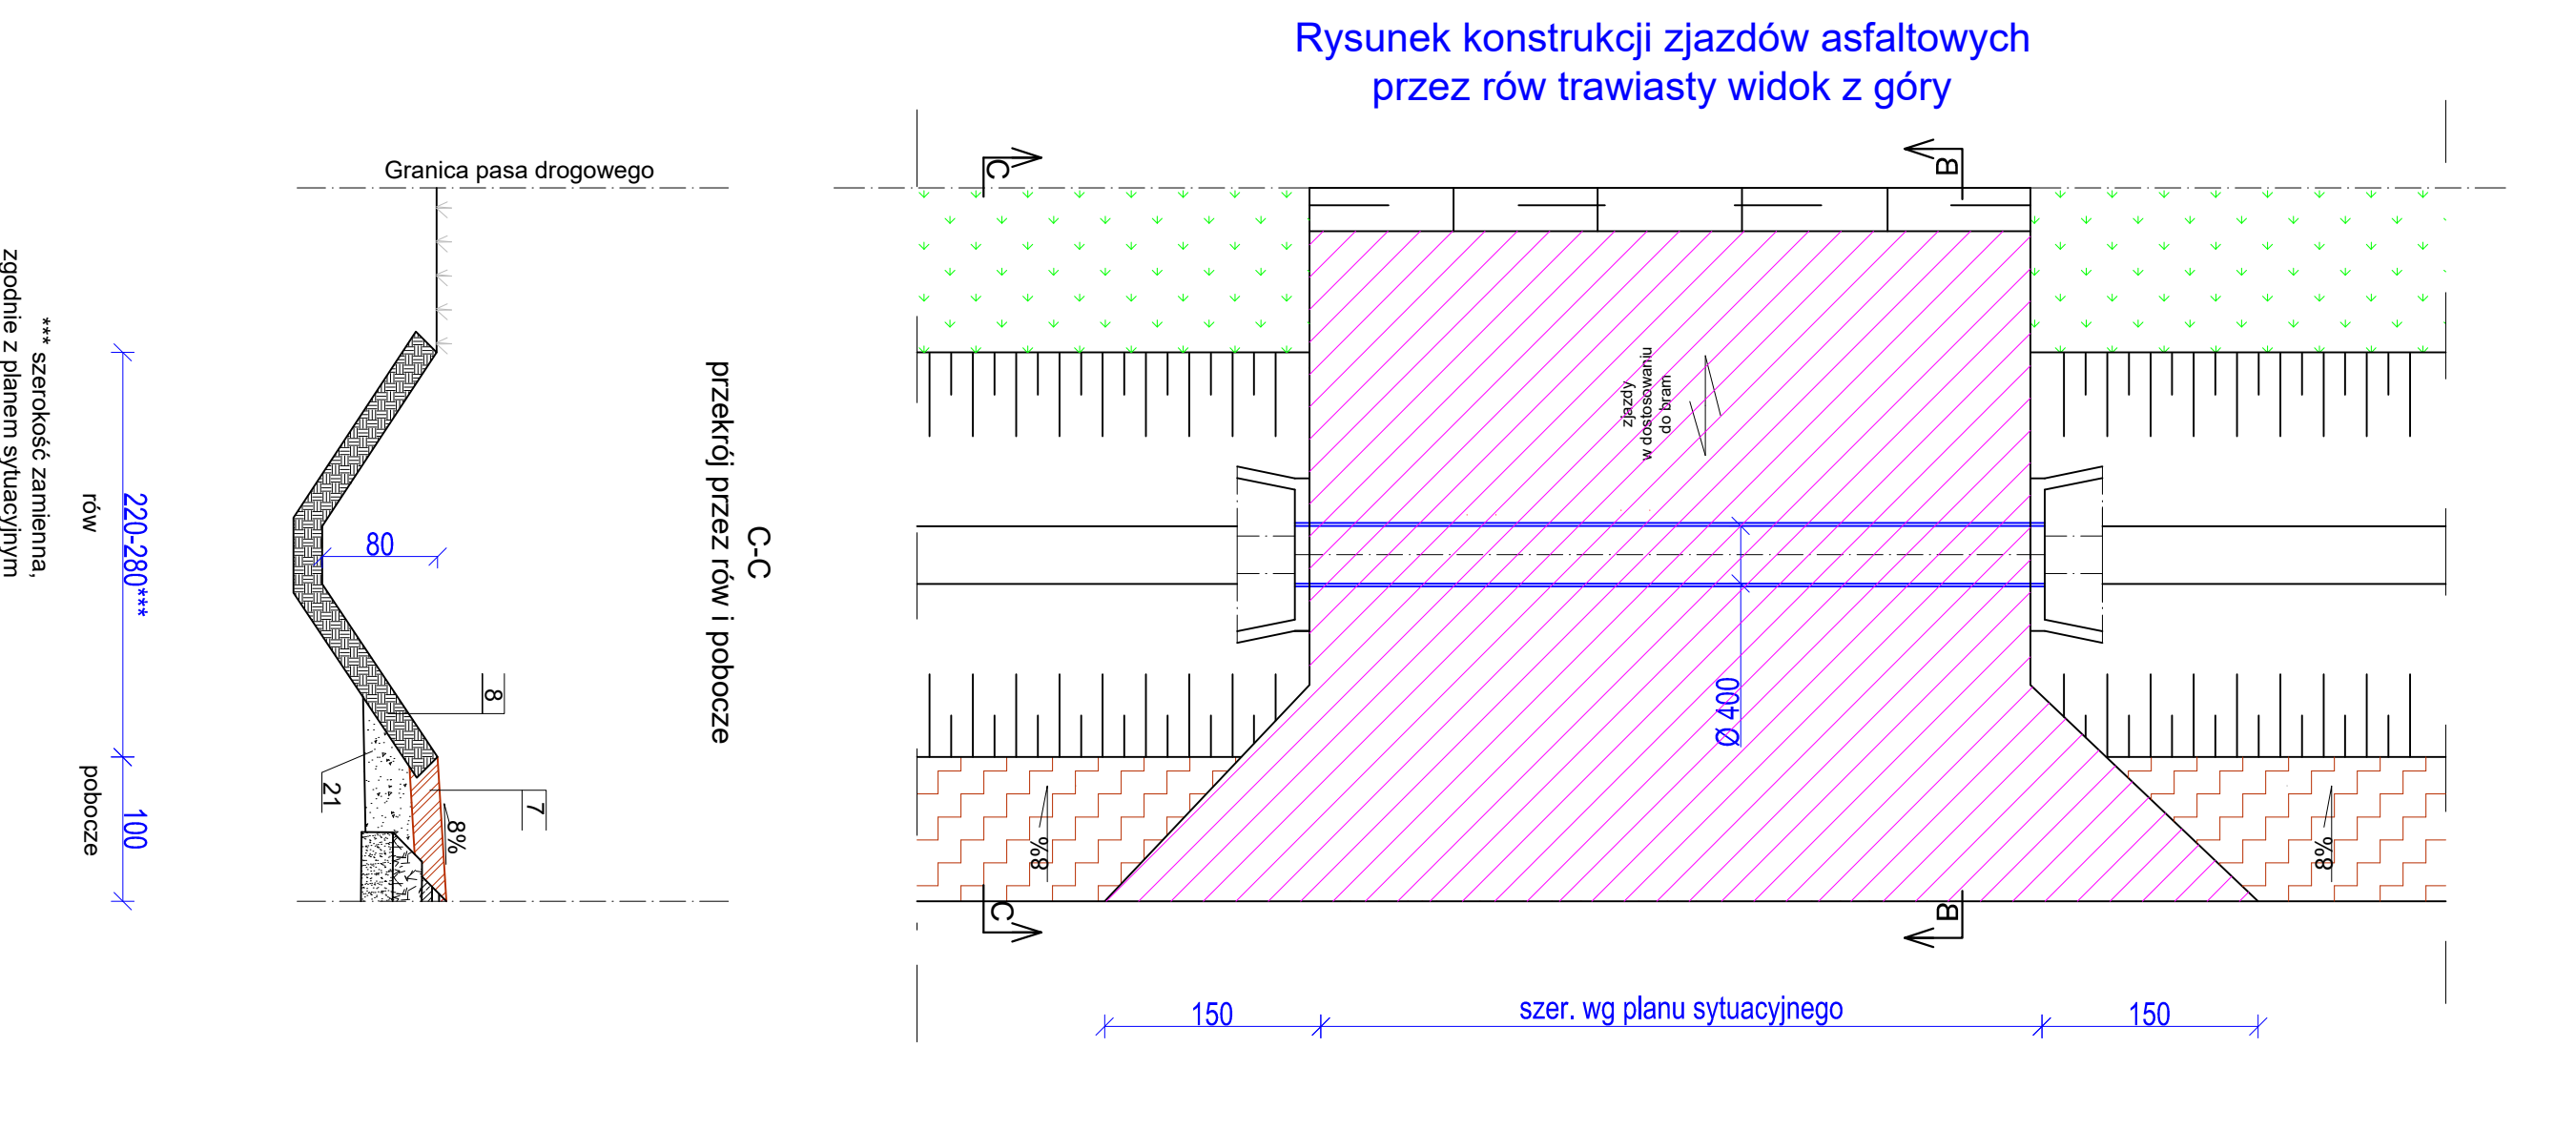 Rysunek konstrukcji zjazdów asfaltowych
przez rów trawiasty widok z góry
Granica pasa drogowego
C-C
przekrój przez rów i pobocze
80
8
7
21
8%
220-280***
100
rów
pobocze
*** szerokość zamienna,
zgodnie z planem sytuacyjnym
C
B
zjazdy
w dostosowaniu
do bram
Ø 400
8%
8%
C
B
150
szer. wg planu sytuacyjnego
150